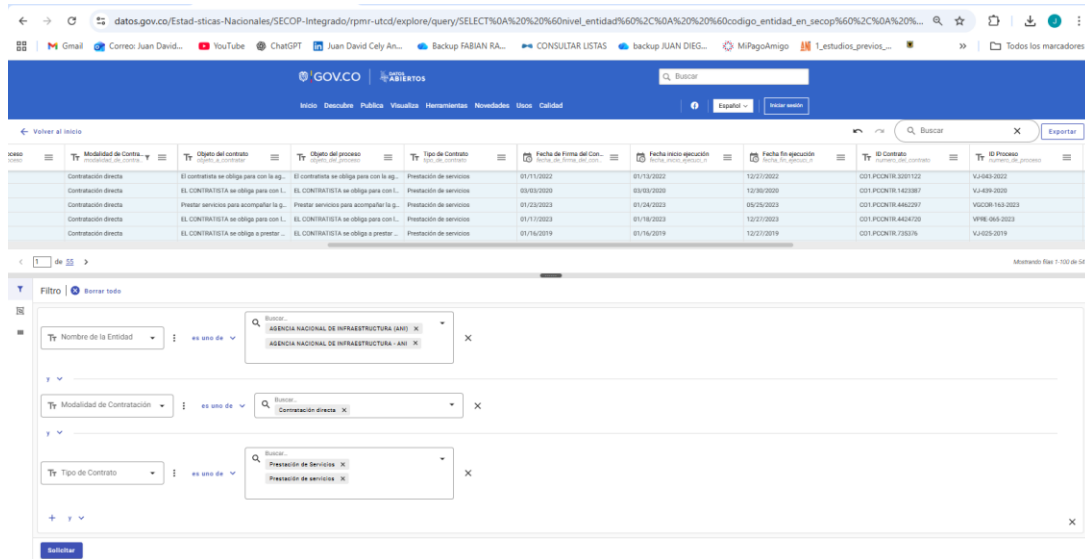 datos.gov.co/Estad-sticas-Nacionales/SECOP-Integrado/rpmr-utcd/explore/query/SELECT%0A%20%20%60nivel_entidad%60%2C%0A%20%20%60codigo_entidad_en_secop%60%2C%0A%20%...
Gmail Correo: Juan David... YouTube ChatGPT Juan David Cely An... Backup FABIAN RA... CONSULTAR LISTAS backup JUAN DIEG... MiPagoAmigo 1_estudios_previos_... » Todos los marcadores
GOV.CO DATOS ABIERTOS Buscar
Inicio Descubre Publica Visualiza Herramientas Novedades Usos Calidad Español Iniciar sesión
Volver al inicio Buscar Exportar
Modalidad de Contra... Objeto del contrato Objeto del proceso Tipo de Contrato Fecha de Firma del Con... Fecha inicio ejecución Fecha fin ejecución ID Contrato ID Proceso
modalidad_de_contra... objeto_a_contratar objeto_del_proceso tipo_de_contrato fecha_de_firma_del_con... fecha_inicio_ejecuci_n fecha_fin_ejecuci_n numero_del_contrato numero_de_proceso
Contratación directa El contratista se obliga para con la ag... El contratista se obliga para con la ag... Prestación de servicios 01/11/2022 01/13/2022 12/27/2022 CO1.PCCNTR.3201122 VJ-043-2022
Contratación directa EL CONTRATISTA se obliga para con l... EL CONTRATISTA se obliga para con l... Prestación de servicios 03/03/2020 03/03/2020 12/30/2020 CO1.PCCNTR.1423387 VJ-439-2020
Contratación directa Prestar servicios para acompañar la g... Prestar servicios para acompañar la g... Prestación de servicios 01/23/2023 01/24/2023 05/25/2023 CO1.PCCNTR.4462297 VGCOR-163-2023
Contratación directa EL CONTRATISTA se obliga para con l... EL CONTRATISTA se obliga para con l... Prestación de servicios 01/17/2023 01/18/2023 12/27/2023 CO1.PCCNTR.4424720 VPRE-065-2023
Contratación directa EL CONTRATISTA se obliga a prestar ... EL CONTRATISTA se obliga a prestar ... Prestación de servicios 01/16/2019 01/16/2019 12/27/2019 CO1.PCCNTR.735376 VJ-025-2019
1 de 55 Mostrando filas 1-100 de
Filtro Borrar todo
Buscar...
Nombre de la Entidad es uno de AGENCIA NACIONAL DE INFRAESTRUCTURA (ANI)
AGENCIA NACIONAL DE INFRAESTRUCTURA - ANI
y
Buscar...
Modalidad de Contratación es uno de Contratación directa
y
Buscar...
Tipo de Contrato es uno de Prestación de Servicios
Prestación de servicios
+ y
Solicitar